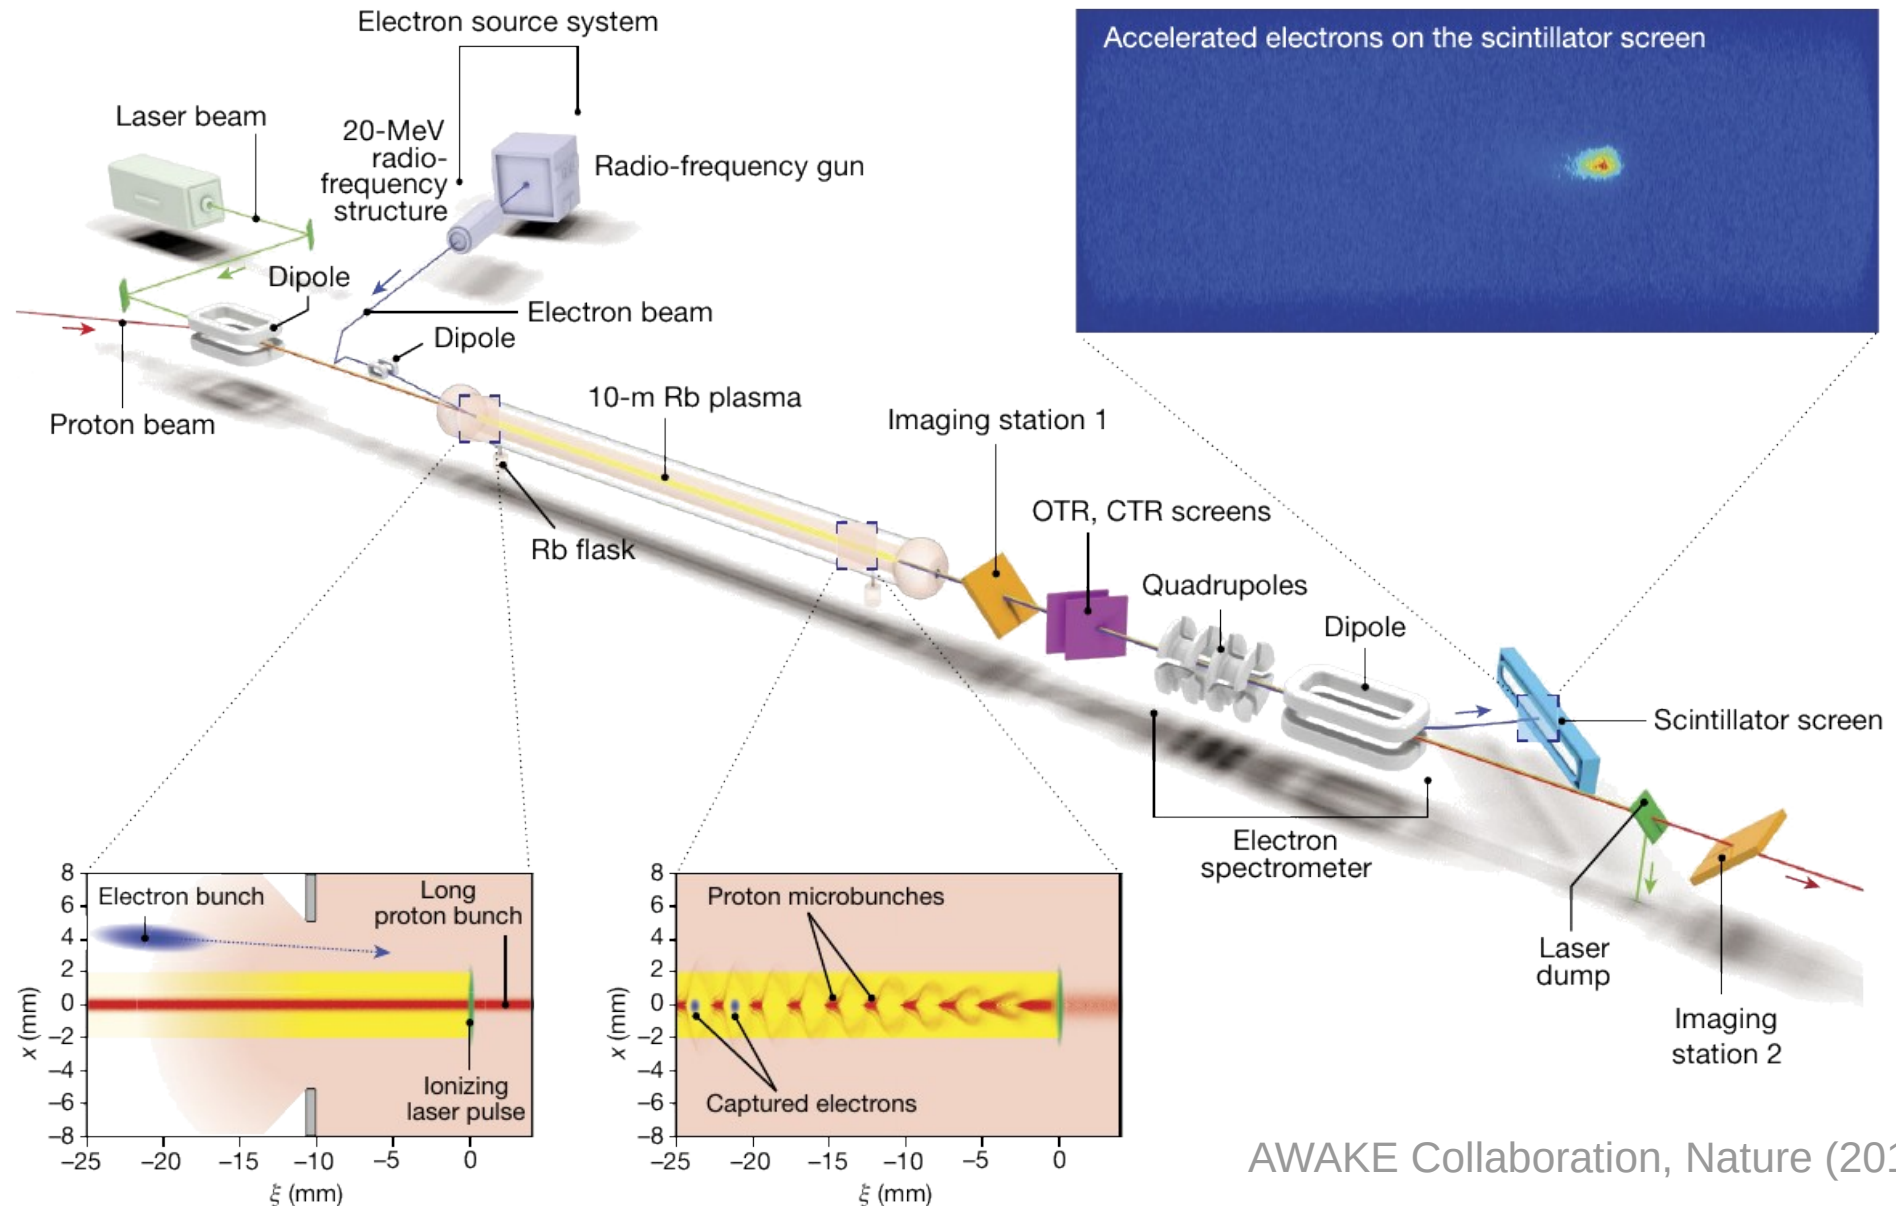 Electron source system
Accelerated electrons on the scintillator screen
Laser beam
20-MeV
radio-
frequency
structure
Radio-frequency gun
Dipole
Electron beam
Dipole
Proton beam
10-m Rb plasma
Imaging station 1
Rb flask
OTR, CTR screens
Quadrupoles
Dipole
Scintillator screen
Electron
spectrometer
Laser
dump
Imaging
station 2
8
6
4
2
0
–2
–4
–6
–8
x (mm)
Electron bunch
Long
proton bunch
Ionizing
laser pulse
–25
–20
–15
–10
–5
0
ξ (mm)
8
6
4
2
0
–2
–4
–6
–8
x (mm)
Proton microbunches
Captured electrons
–25
–20
–15
–10
–5
0
ξ (mm)
AWAKE Collaboration, Nature (201